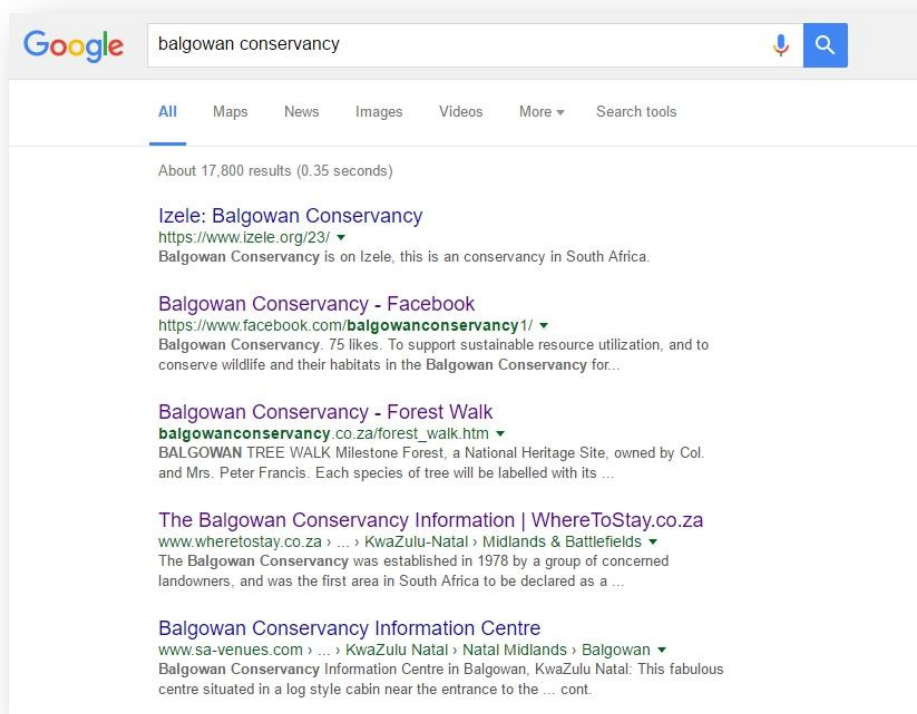 Google
balgowan conservancy
All Maps News Images Videos More Search tools
About 17,800 results (0.35 seconds)
Izele: Balgowan Conservancy
https://www.izele.org/23/
Balgowan Conservancy is on Izele, this is an conservancy in South Africa.
Balgowan Conservancy - Facebook
https://www.facebook.com/balgowanconservancy1/
Balgowan Conservancy. 75 likes. To support sustainable resource utilization, and to
conserve wildlife and their habitats in the Balgowan Conservancy for...
Balgowan Conservancy - Forest Walk
balgowanconservancy.co.za/forest_walk.htm
BALGOWAN TREE WALK Milestone Forest, a National Heritage Site, owned by Col.
and Mrs. Peter Francis. Each species of tree will be labelled with its ...
The Balgowan Conservancy Information | WhereToStay.co.za
www.wheretostay.co.za › ... › KwaZulu-Natal › Midlands & Battlefields
The Balgowan Conservancy was established in 1978 by a group of concerned
landowners, and was the first area in South Africa to be declared as a ...
Balgowan Conservancy Information Centre
www.sa-venues.com › ... › KwaZulu Natal › Natal Midlands › Balgowan
Balgowan Conservancy Information Centre in Balgowan, KwaZulu Natal: This fabulous
centre situated in a log style cabin near the entrance to the ... cont.